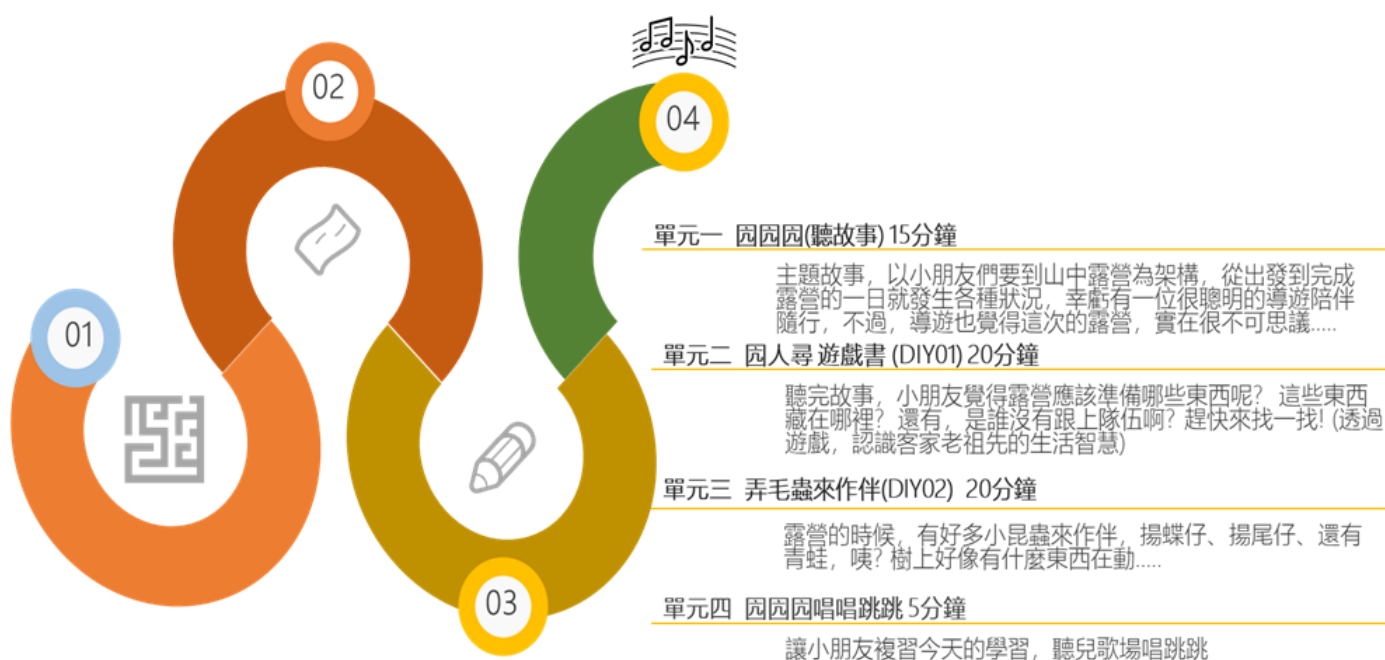 02
04
01
03
單元一 囥囥囥(聽故事) 15分鐘
主題故事，以小朋友們要到山中露營為架構，從出發到完成
露營的一日就發生各種狀況，幸虧有一位很聰明的導遊陪伴
隨行，不過，導遊也覺得這次的露營，實在很不可思議.....
單元二 囥人尋 遊戲書 (DIY01) 20分鐘
聽完故事，小朋友覺得露營應該準備哪些東西呢? 這些東西
藏在哪裡? 還有，是誰沒有跟上隊伍啊? 趕快來找一找! (透過
遊戲，認識客家老祖先的生活智慧)
單元三 弄毛蟲來作伴(DIY02) 20分鐘
露營的時候，有好多小昆蟲來作伴，揚蝶仔、揚尾仔、還有
青蛙，咦? 樹上好像有什麼東西在動.....
單元四 囥囥囥唱唱跳跳 5分鐘
讓小朋友複習今天的學習，聽兒歌場唱跳跳